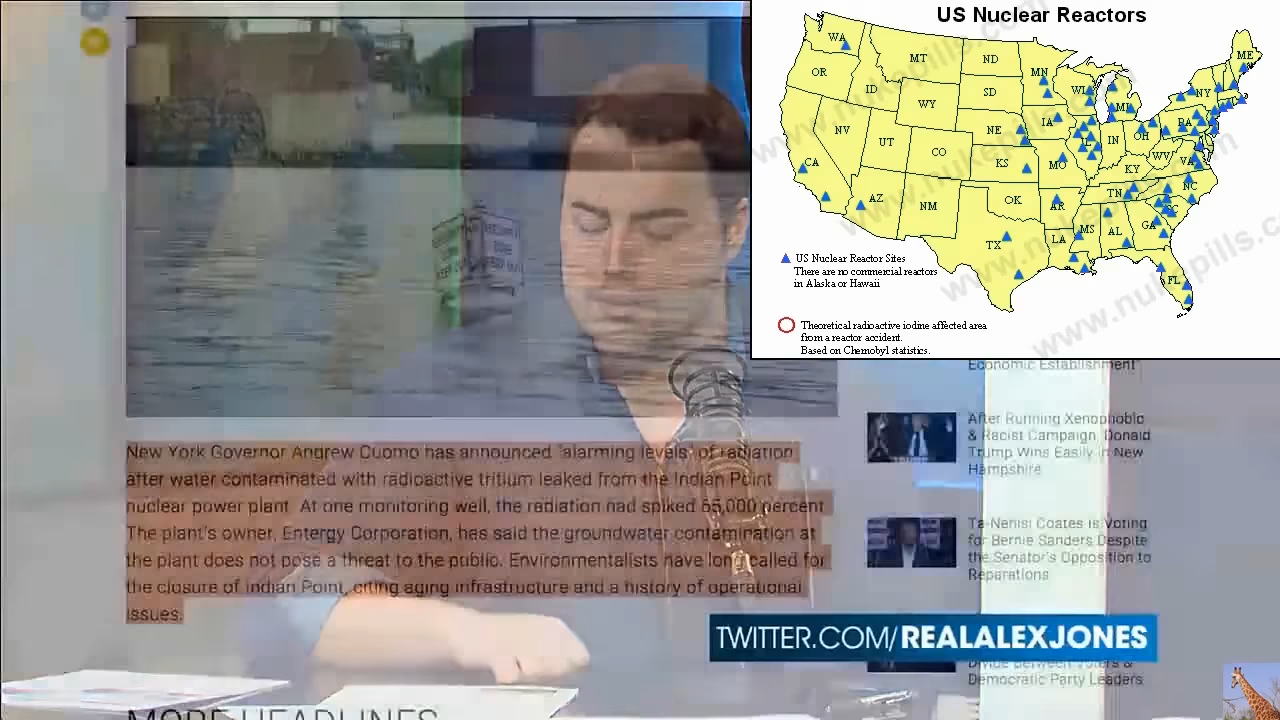 US Nuclear Reactors
WA
OR
ID
MT
ND
SD
MN
WI
MI
WY
NE
IA
NV
UT
CO
CA
AZ
NM
KS
OK
TX
MO
AR
LA
MS
AL
TN
KY
IN
OH
WV
VA
NC
SC
GA
FL
PA
NY
ME
US Nuclear Reactor Sites
There are no commercial reactors
in Alaska or Hawaii
Theoretical radioactive iodine affected area
from a reactor accident.
Based on Chernobyl statistics.
www.nukepills.com
Economic Establishment"
After Running Xenophobic
& Racist Campaign, Donald
Trump Wins Easily in New
Hampshire
Ta-Nehisi Coates is Voting
for Bernie Sanders Despite
the Senator's Opposition to
Reparations
Divide Between Voters &
Democratic Party Leaders
New York Governor Andrew Cuomo has announced "alarming levels" of radiation
after water contaminated with radioactive tritium leaked from the Indian Point
nuclear power plant. At one monitoring well, the radiation had spiked 65,000 percent.
The plant's owner, Entergy Corporation, has said the groundwater contamination at
the plant does not pose a threat to the public. Environmentalists have long called for
the closure of Indian Point, citing aging infrastructure and a history of operational
issues.
TWITTER.COM/REALALEXJONES
MORE HEADLINES